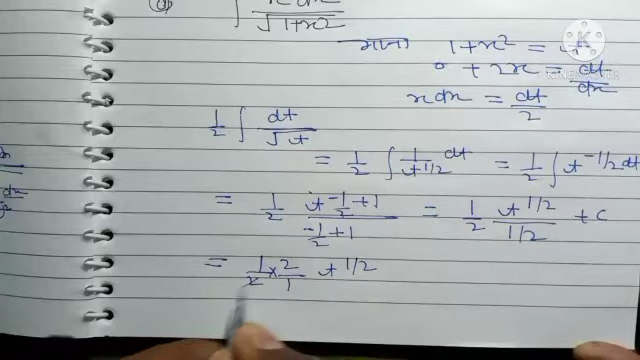 (a) ∫ x dx / √1+x²
माना 1+x² = t
0 + 2x = dt/dx
x dx = dt/2
1/2 ∫ dt/√t
= 1/2 ∫ 1/t^1/2 dt = 1/2 ∫ t^-1/2 dt
= 1/2 t^-1/2+1 / -1/2+1 = 1/2 t^1/2 / 1/2 + c
= 1/2 × 2/1 t^1/2
KINEMASTER